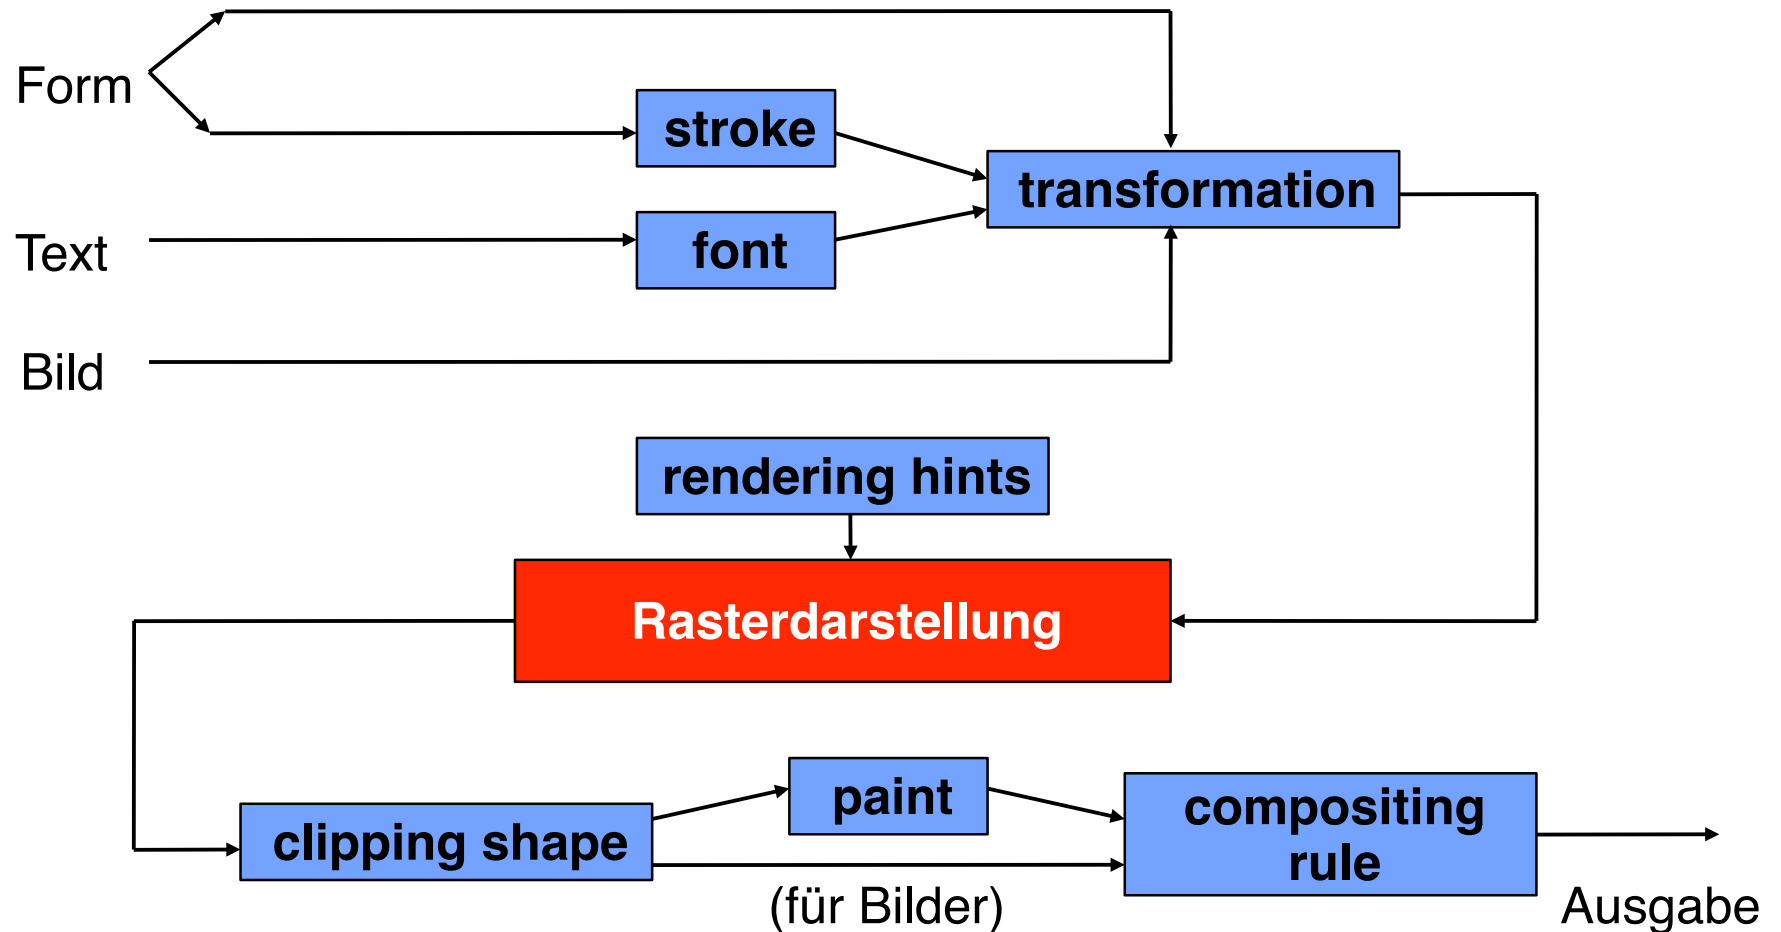 Form
stroke
transformation
Text
font
Bild
rendering hints
Rasterdarstellung
paint
compositing
rule
clipping shape
(für Bilder)
Ausgabe